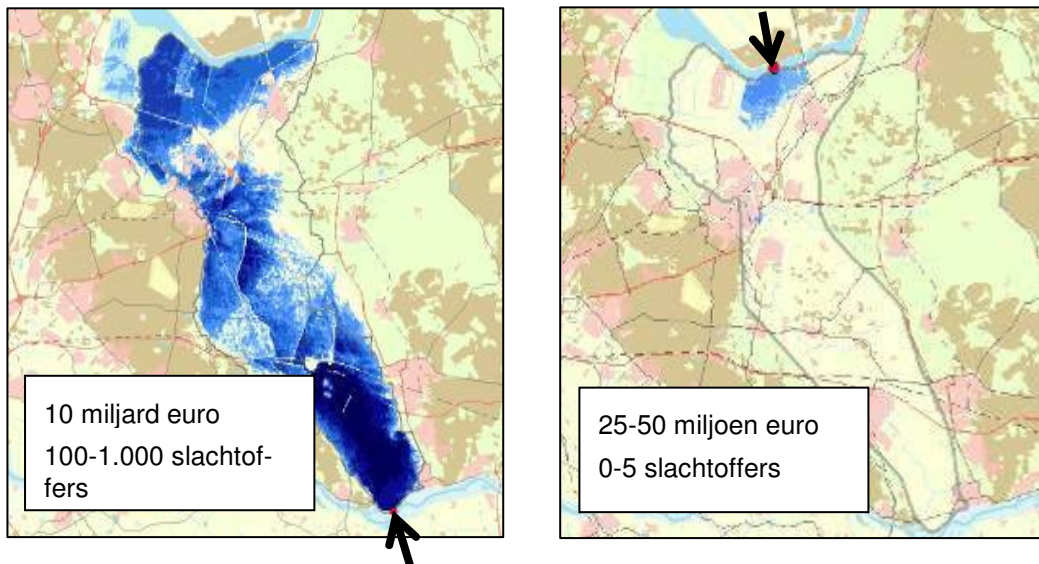 10 miljard euro
100-1.000 slachtof-
fers
25-50 miljoen euro
0-5 slachtoffers